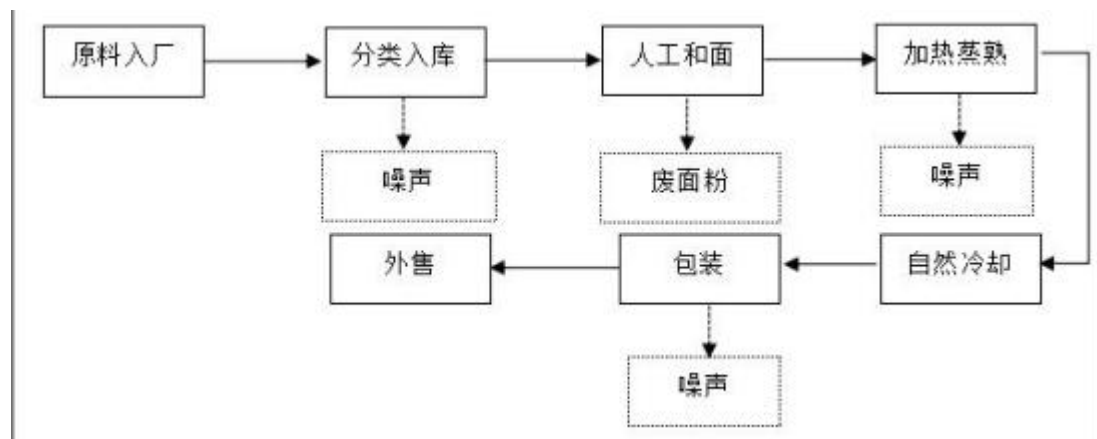 原料入厂
分类入库
人工和面
加热蒸熟
噪声
废面粉
噪声
外售
包装
自然冷却
噪声